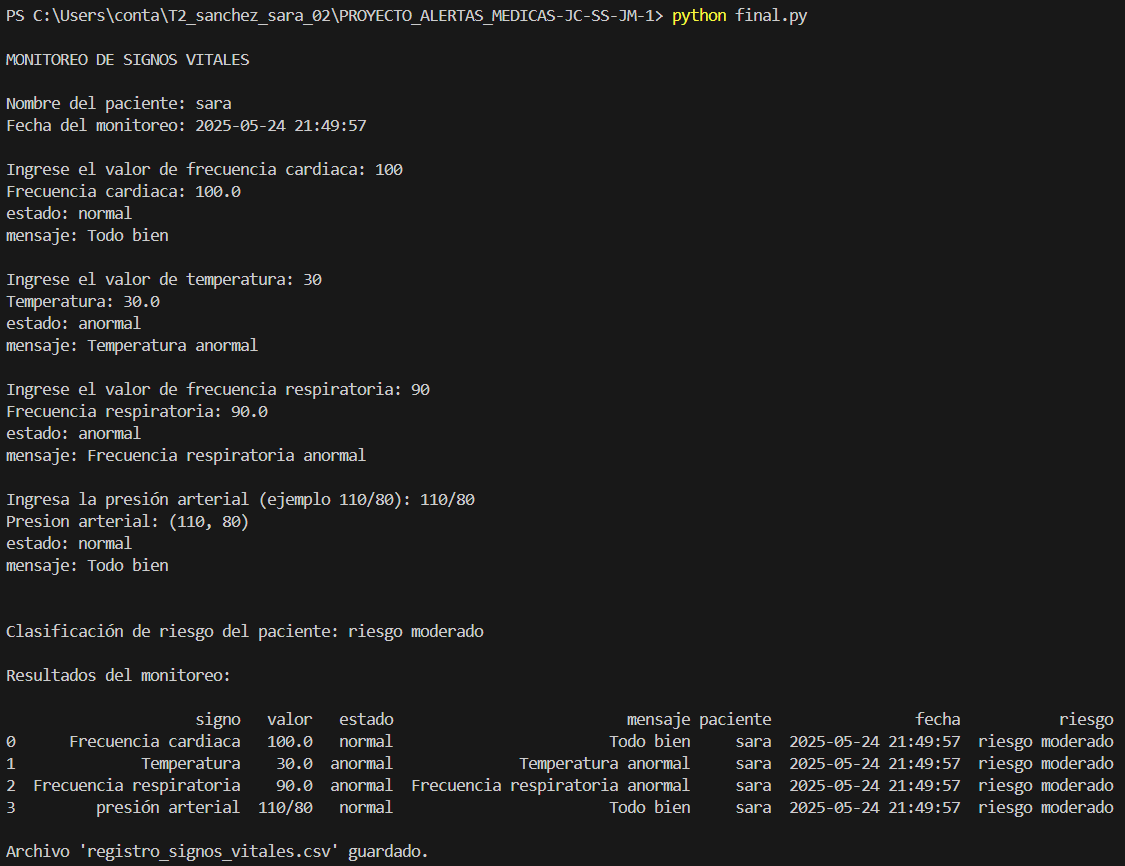 PS C:\Users\conta\T2_sanchez_sara_02\PROYECTO_ALERTAS_MEDICAS-JC-SS-JM-1> python final.py
MONITOREO DE SIGNOS VITALES
Nombre del paciente: sara
Fecha del monitoreo: 2025-05-24 21:49:57
Ingrese el valor de frecuencia cardiaca: 100
Frecuencia cardiaca: 100.0
estado: normal
mensaje: Todo bien
Ingrese el valor de temperatura: 30
Temperatura: 30.0
estado: anormal
mensaje: Temperatura anormal
Ingrese el valor de frecuencia respiratoria: 90
Frecuencia respiratoria: 90.0
estado: anormal
mensaje: Frecuencia respiratoria anormal
Ingresa la presión arterial (ejemplo 110/80): 110/80
Presion arterial: (110, 80)
estado: normal
mensaje: Todo bien
Clasificación de riesgo del paciente: riesgo moderado
Resultados del monitoreo:
signo valor estado mensaje paciente fecha riesgo
0 Frecuencia cardiaca 100.0 normal Todo bien sara 2025-05-24 21:49:57 riesgo moderado
1 Temperatura 30.0 anormal Temperatura anormal sara 2025-05-24 21:49:57 riesgo moderado
2 Frecuencia respiratoria 90.0 anormal Frecuencia respiratoria anormal sara 2025-05-24 21:49:57 riesgo moderado
3 presión arterial 110/80 normal Todo bien sara 2025-05-24 21:49:57 riesgo moderado
Archivo 'registro_signos_vitales.csv' guardado.